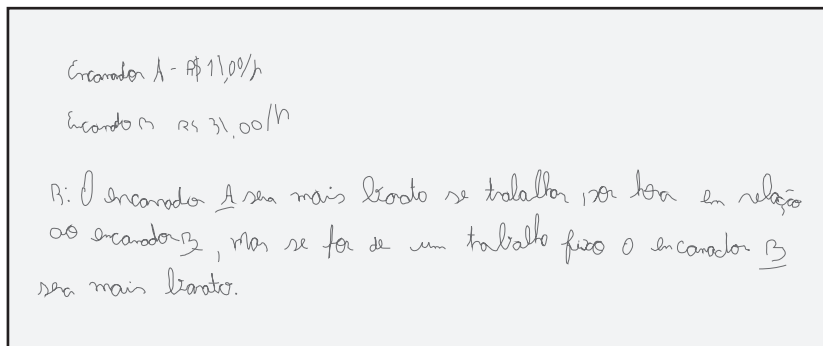 Encanador A - R$ 11,00/h
Encando B R$ 31,00/h
R: O encanador A sera mais barato se trabalhar, por hora em relação
ao encanador B, mas se for de um trabalho fixo o encanador B
sera mais barato.